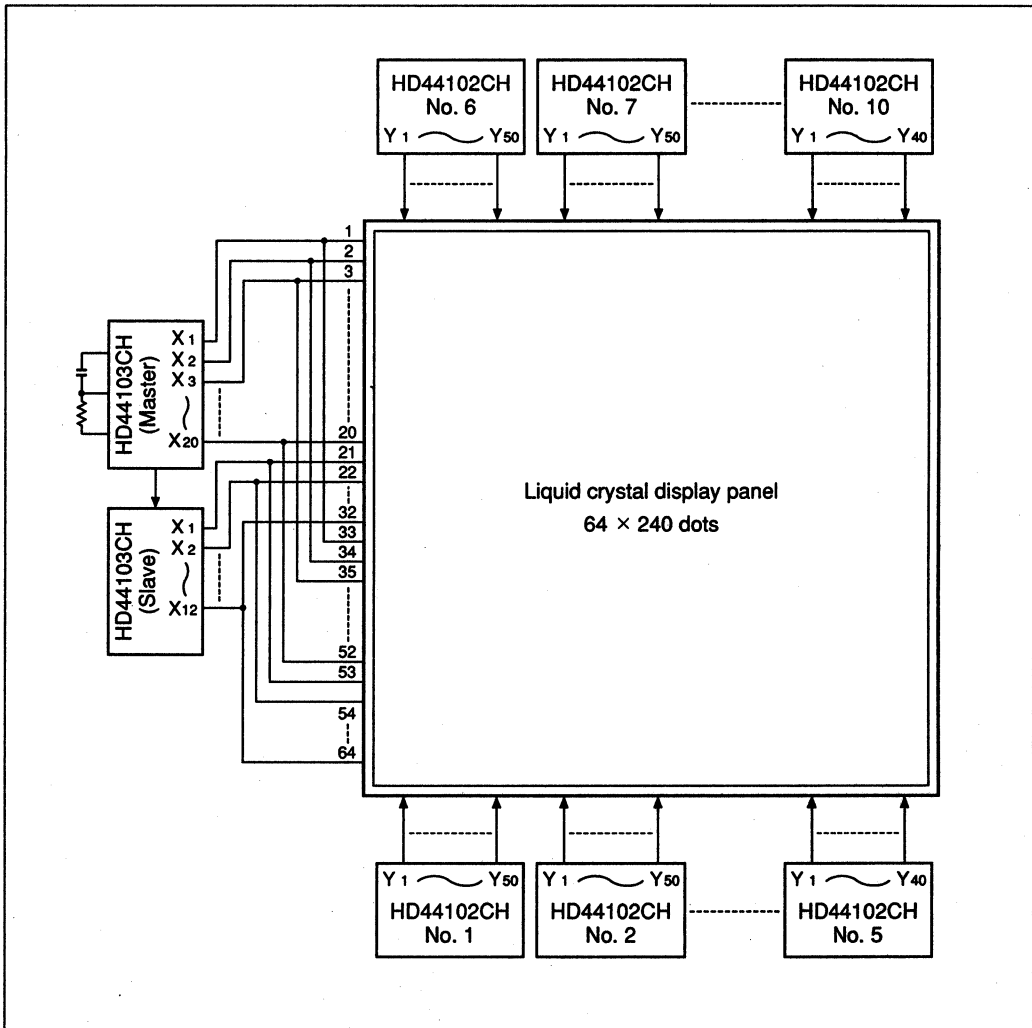 HD44102CH
No. 6
Y1 Y50
HD44102CH
No. 7
Y1 Y50
HD44102CH
No. 10
Y1 Y40
1
2
3
20
21
22
32
33
34
35
52
53
54
64
HD44103CH
(Master)
X1
X2
X3
X20
HD44103CH
(Slave)
X1
X2
X12
Liquid crystal display panel
64 × 240 dots
Y1 Y50
HD44102CH
No. 1
Y1 Y50
HD44102CH
No. 2
Y1 Y40
HD44102CH
No. 5